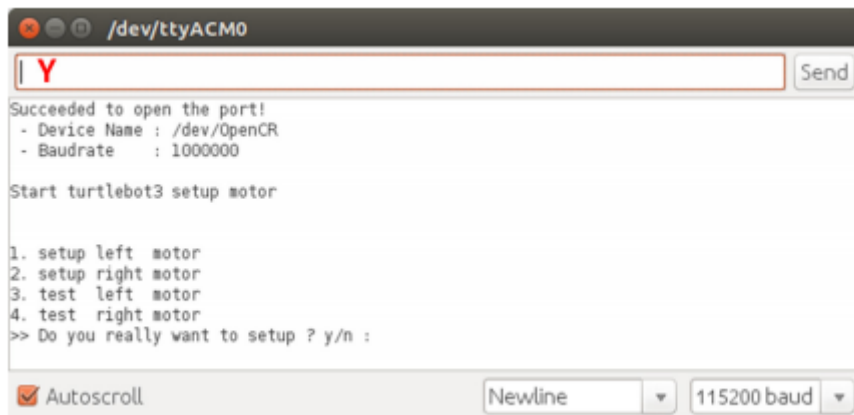 /dev/ttyACM0
Y
Send
Succeeded to open the port!
- Device Name : /dev/OpenCR
- Baudrate    : 1000000
Start turtlebot3 setup motor
1. setup left  motor
2. setup right motor
3. test  left  motor
4. test  right motor
>> Do you really want to setup ? y/n :
Autoscroll
Newline
115200 baud